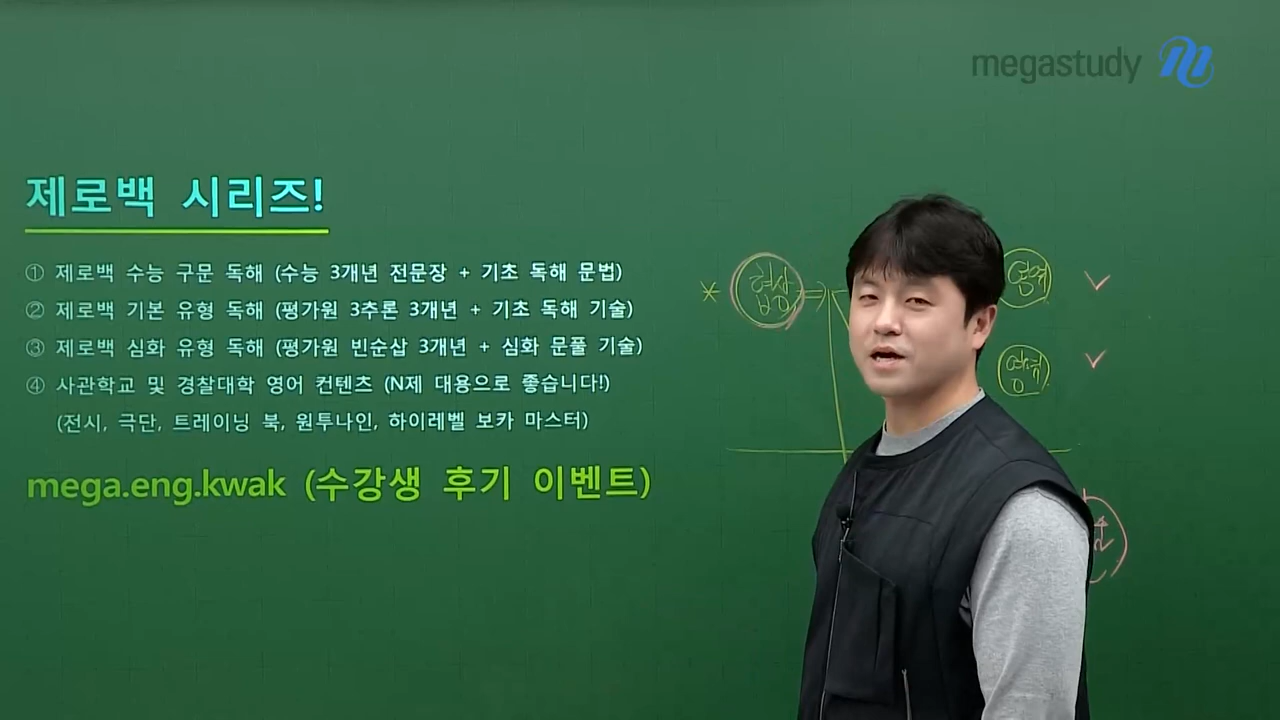 megastudy
제로백 시리즈!
① 제로백 수능 구문 독해 (수능 3개년 전문장 + 기초 독해 문법)
② 제로백 기본 유형 독해 (평가원 3추론 3개년 + 기초 독해 기술)
③ 제로백 심화 유형 독해 (평가원 빈순삽 3개년 + 심화 문풀 기술)
④ 사관학교 및 경찰대학 영어 컨텐츠 (N제 대용으로 좋습니다!)
(전시, 극단, 트레이닝 북, 원투나인, 하이레벨 보카 마스터)
mega.eng.kwak (수강생 후기 이벤트)
* 협상 ⇒